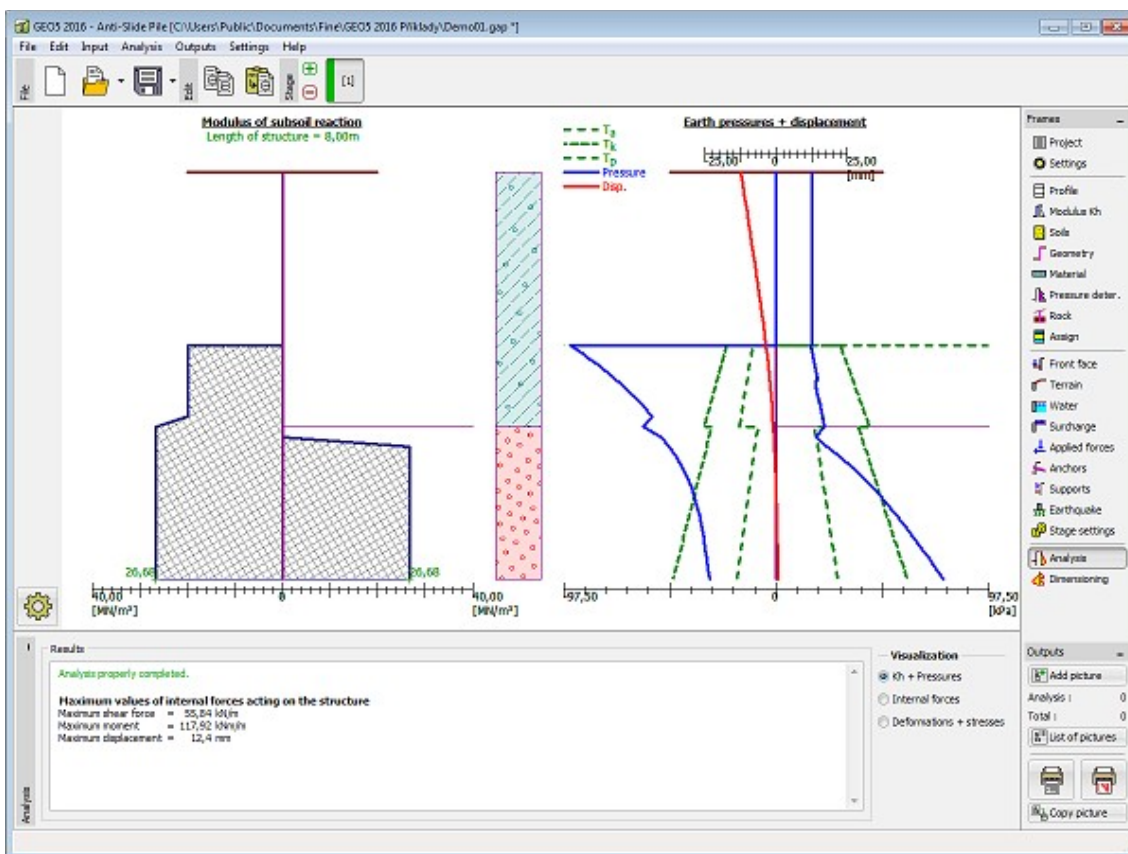 GEO5 2016 - Anti-Slide Pile [C:\Users\Public\Documents\Fine\GEO5 2016 Příklady\Demo01.gap *]
File Edit Input Analysis Outputs Settings Help
File
Edit
Stage
[1]
Modulus of subsoil reaction
Length of structure = 8,00m
40,00
[MN/m³]
0
40,00
[MN/m³]
26,68
26,68
Ta
Tk
Tp
Pressure
Disp.
Earth pressures + displacement
-25,00
0
25,00
[mm]
-97,50
0
97,50
[kPa]
Frames
Project
Settings
Profile
Modulus Kh
Soils
Geometry
Material
Pressure deter.
Rock
Assign
Front face
Terrain
Water
Surcharge
Applied forces
Anchors
Supports
Earthquake
Stage settings
Analysis
Dimensioning
Analysis
Results
Analysis properly completed.
Maximum values of internal forces acting on the structure
Maximum shear force = 55,84 kN/m
Maximum moment = 117,92 kNm/m
Maximum displacement = 12,4 mm
Visualization
Kh + Pressures
Internal forces
Deformations + stresses
Outputs
Add picture
Analysis : 0
Total : 0
List of pictures
Copy picture